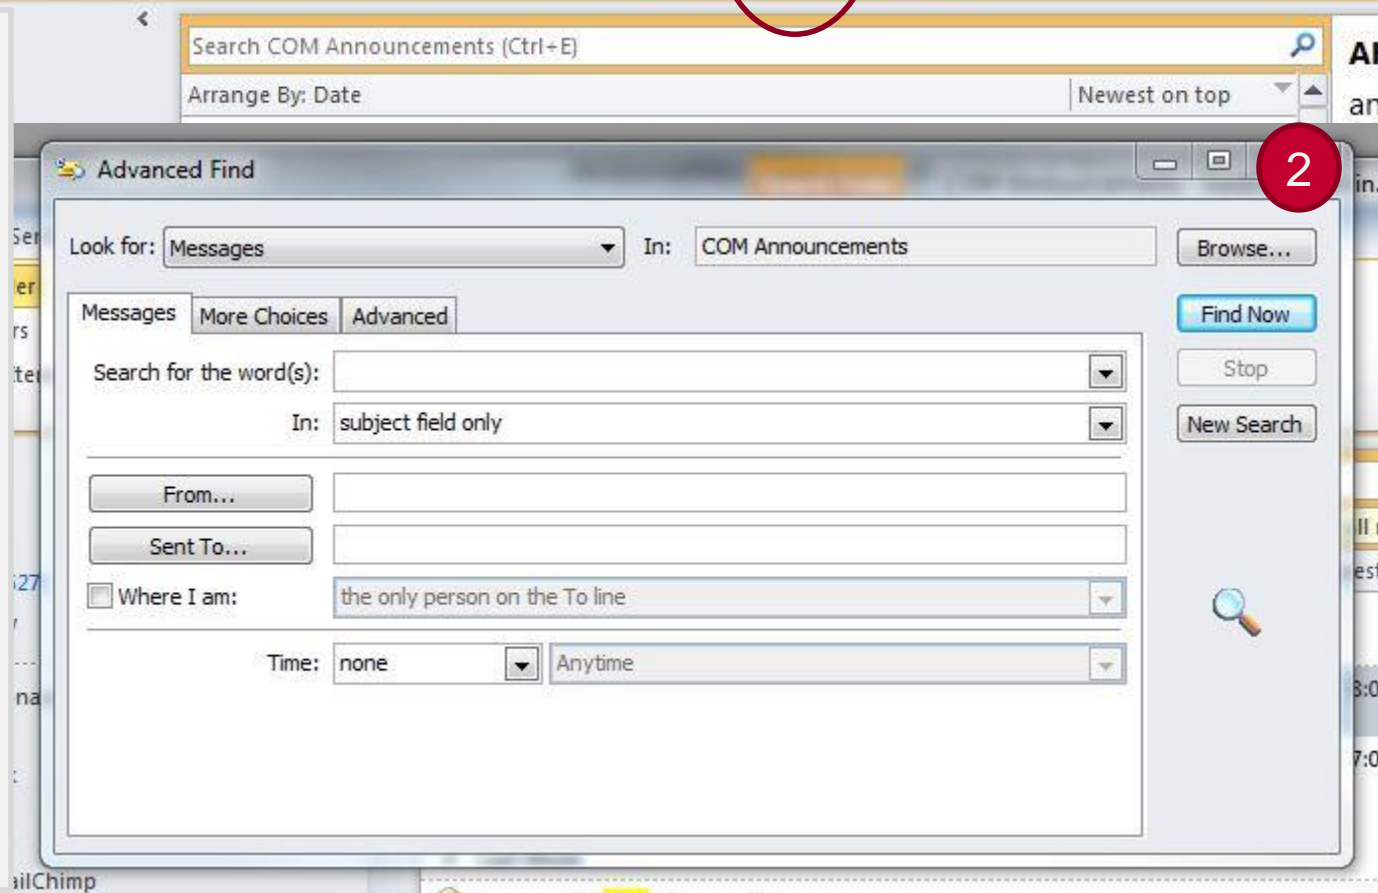 Search COM Announcements (Ctrl+E)
Arrange By: Date Newest on top
an
Advanced Find
2
in.
Look for: Messages In: COM Announcements Browse...
Messages More Choices Advanced Find Now
Search for the word(s): Stop
In: subject field only New Search
From...
Sent To...
Where I am: the only person on the To line
Time: none Anytime
ailChimp